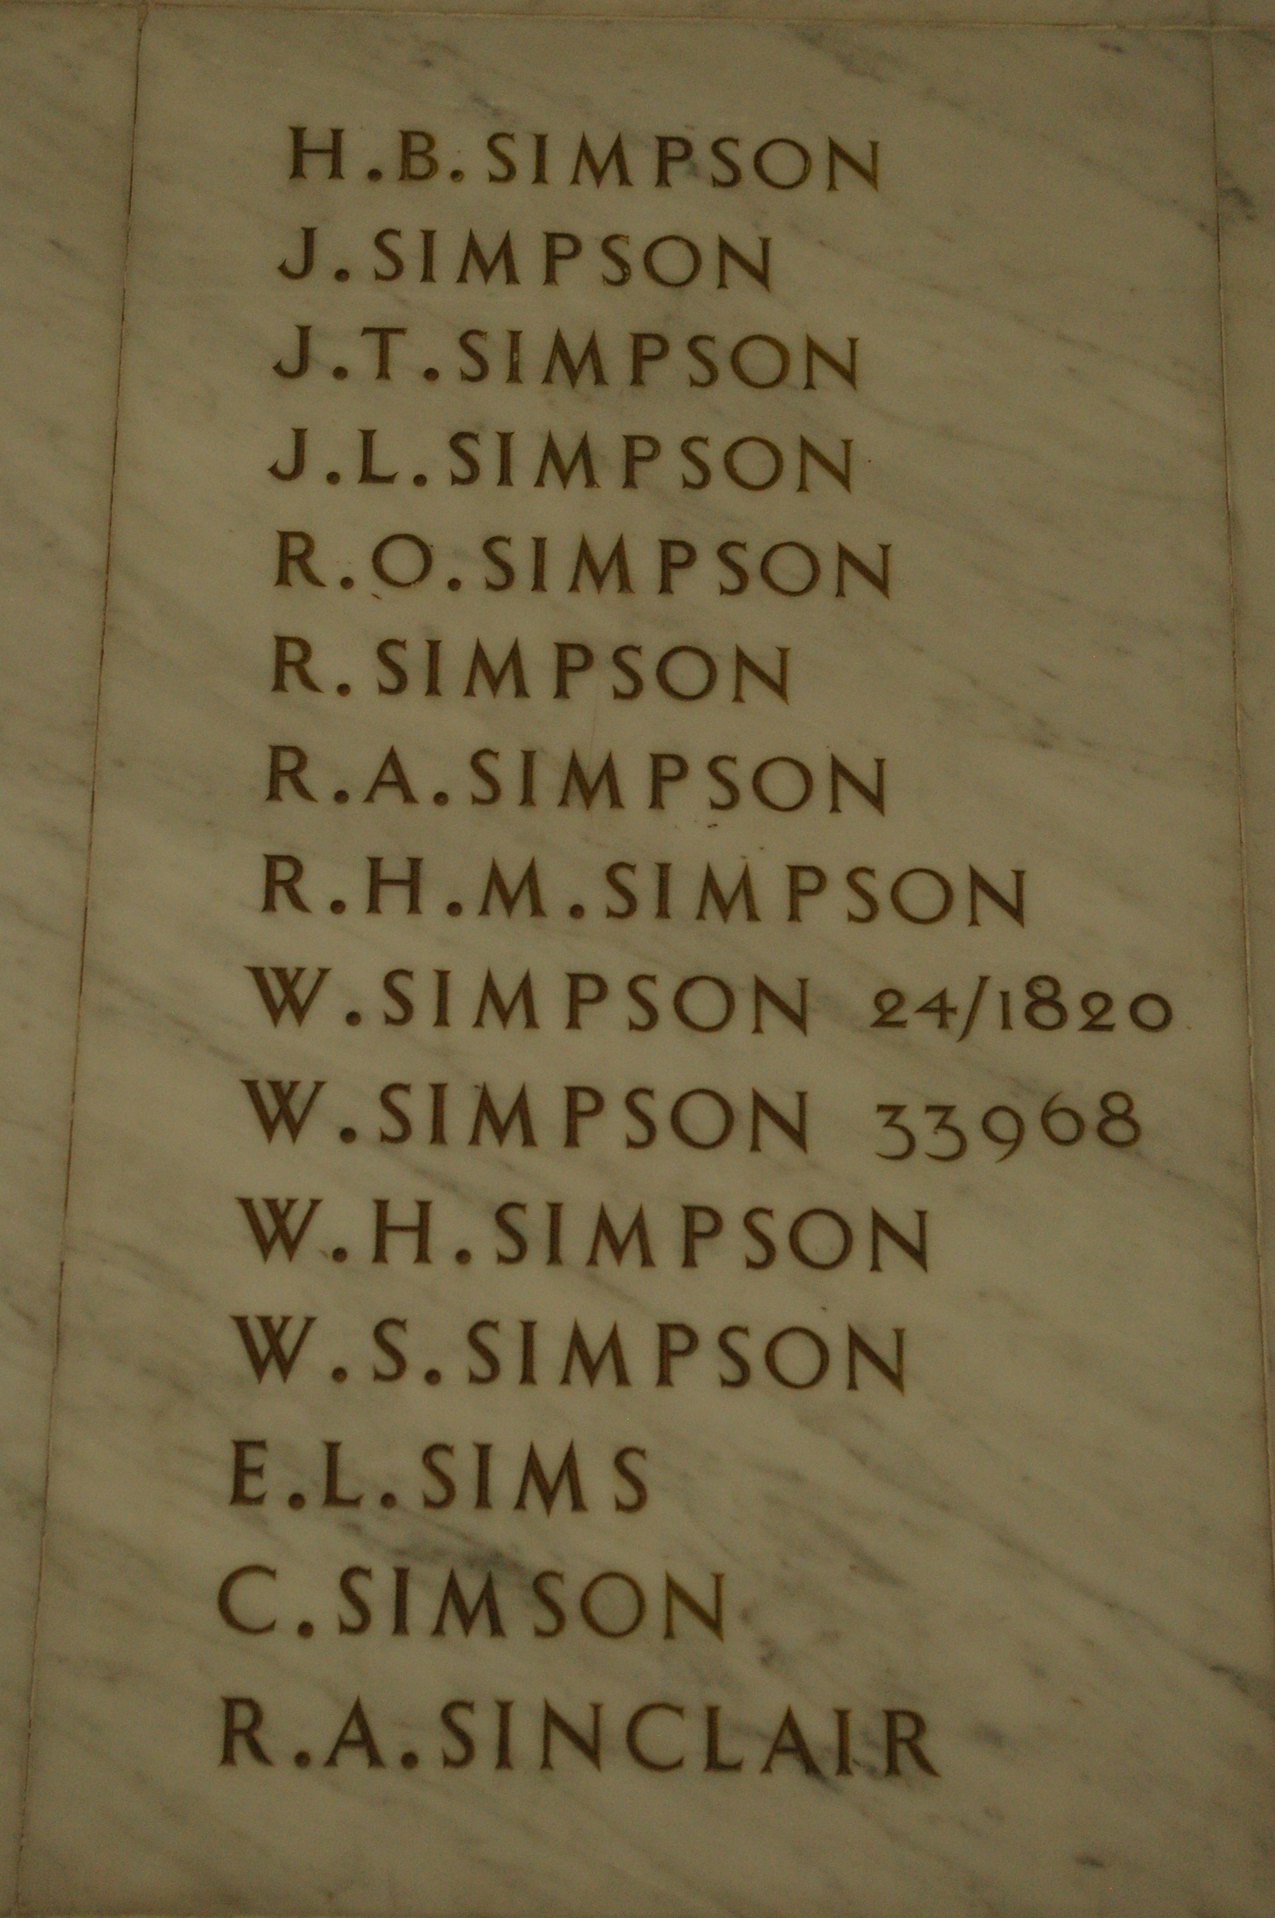 H.B. SIMPSON
J. SIMPSON
J.T. SIMPSON
J.L. SIMPSON
R.O. SIMPSON
R. SIMPSON
R.A. SIMPSON
R.H.M. SIMPSON
W. SIMPSON 24/1820
W. SIMPSON 33968
W.H. SIMPSON
W.S. SIMPSON
E.L. SIMS
C. SIMSON
R.A. SINCLAIR